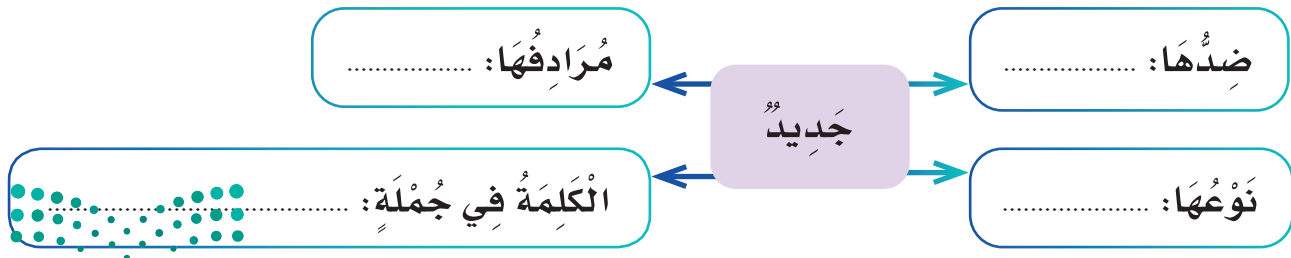 ضِدُّهَا: ..................
مُرَادِفُهَا: .................
جَدِيدٌ
نَوْعُهَا: ....................
الْكَلِمَةُ فِي جُمْلَةٍ: ..........................................